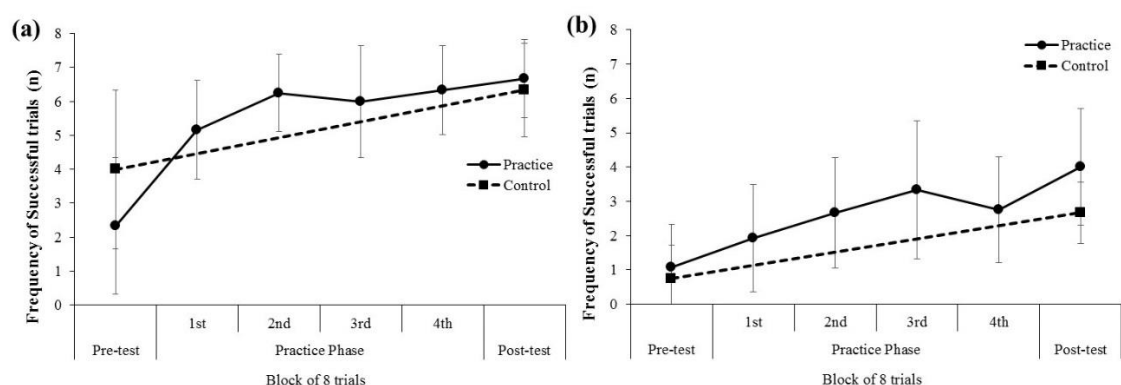 (a)
Frequency of Successful trials (n)
8
7
6
5
4
3
2
1
0
Practice
Control
1st 2nd 3rd 4th
Pre-test Practice Phase Post-test
Block of 8 trials
(b)
Frequency of Successful trials (n)
8
7
6
5
4
3
2
1
0
Practice
Control
1st 2nd 3rd 4th
Pre-test Practice Phase Post-test
Block of 8 trials